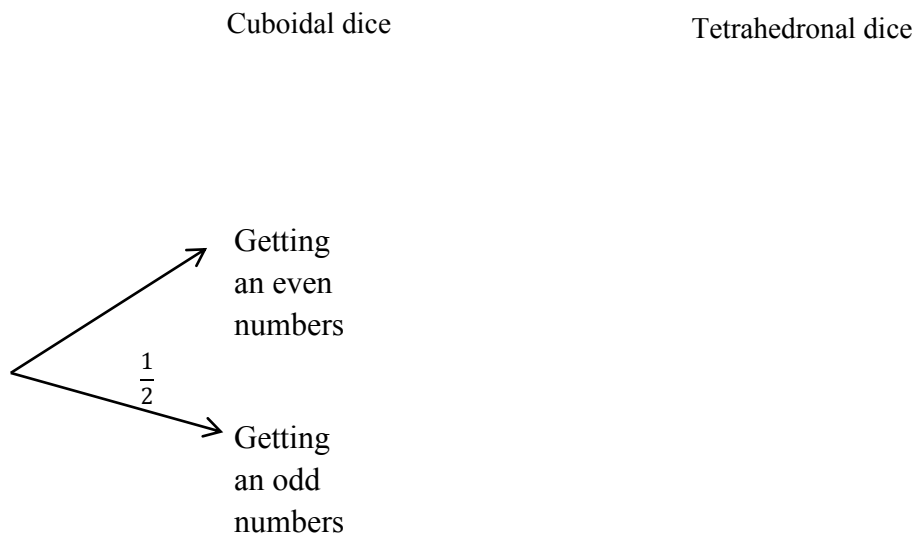 Cuboidal dice
Tetrahedronal dice
Getting
an even
numbers
1
2
Getting
an odd
numbers